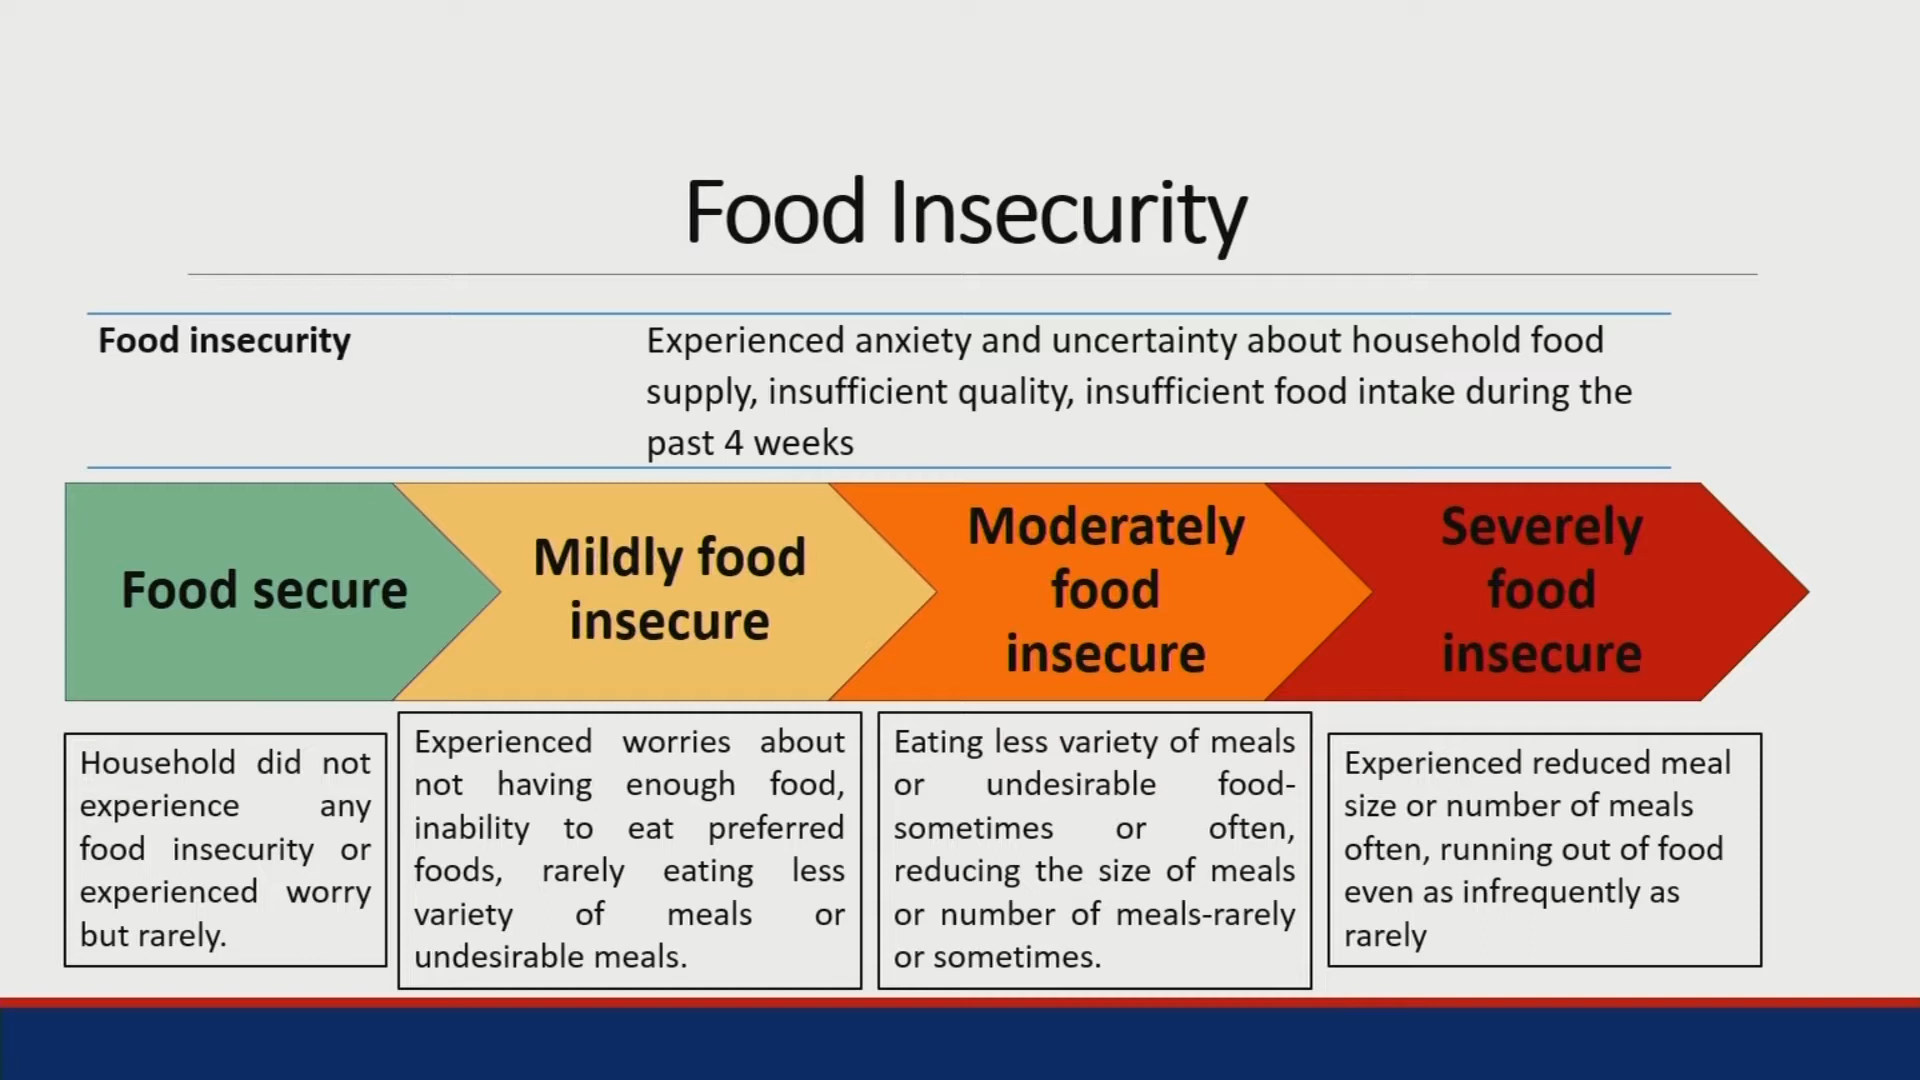 Food Insecurity
Food insecurity
Experienced anxiety and uncertainty about household food
supply, insufficient quality, insufficient food intake during the
past 4 weeks
Food secure
Mildly food
insecure
Moderately
food
insecure
Severely
food
insecure
Household did not
experience any
food insecurity or
experienced worry
but rarely.
Experienced worries about
not having enough food,
inability to eat preferred
foods, rarely eating less
variety of meals or
undesirable meals.
Eating less variety of meals
or undesirable food-
sometimes or often,
reducing the size of meals
or number of meals-rarely
or sometimes.
Experienced reduced meal
size or number of meals
often, running out of food
even as infrequently as
rarely